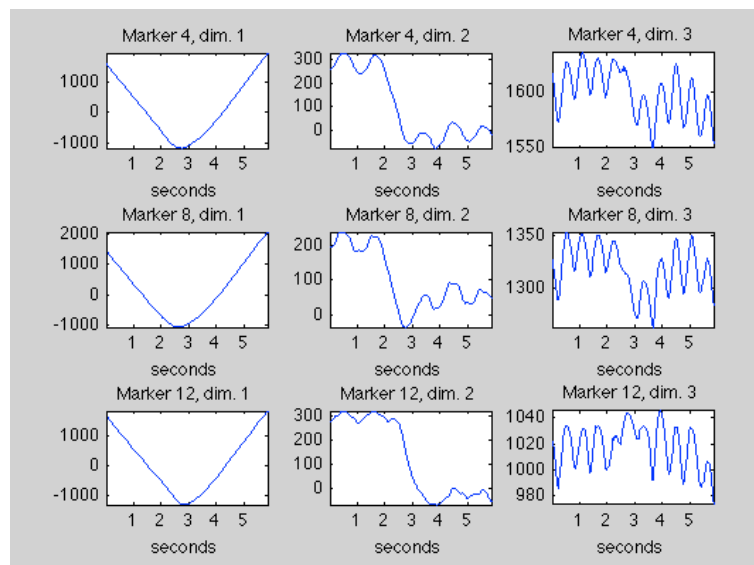 Marker 4, dim. 1
1000
0
-1000
1 2 3 4 5
seconds
Marker 4, dim. 2
300
200
100
0
1 2 3 4 5
seconds
Marker 4, dim. 3
1600
1550
1 2 3 4 5
seconds
Marker 8, dim. 1
2000
1000
0
-1000
1 2 3 4 5
seconds
Marker 8, dim. 2
200
100
0
1 2 3 4 5
seconds
Marker 8, dim. 3
1350
1300
1 2 3 4 5
seconds
Marker 12, dim. 1
1000
0
-1000
1 2 3 4 5
seconds
Marker 12, dim. 2
300
200
100
0
1 2 3 4 5
seconds
Marker 12, dim. 3
1040
1020
1000
980
1 2 3 4 5
seconds